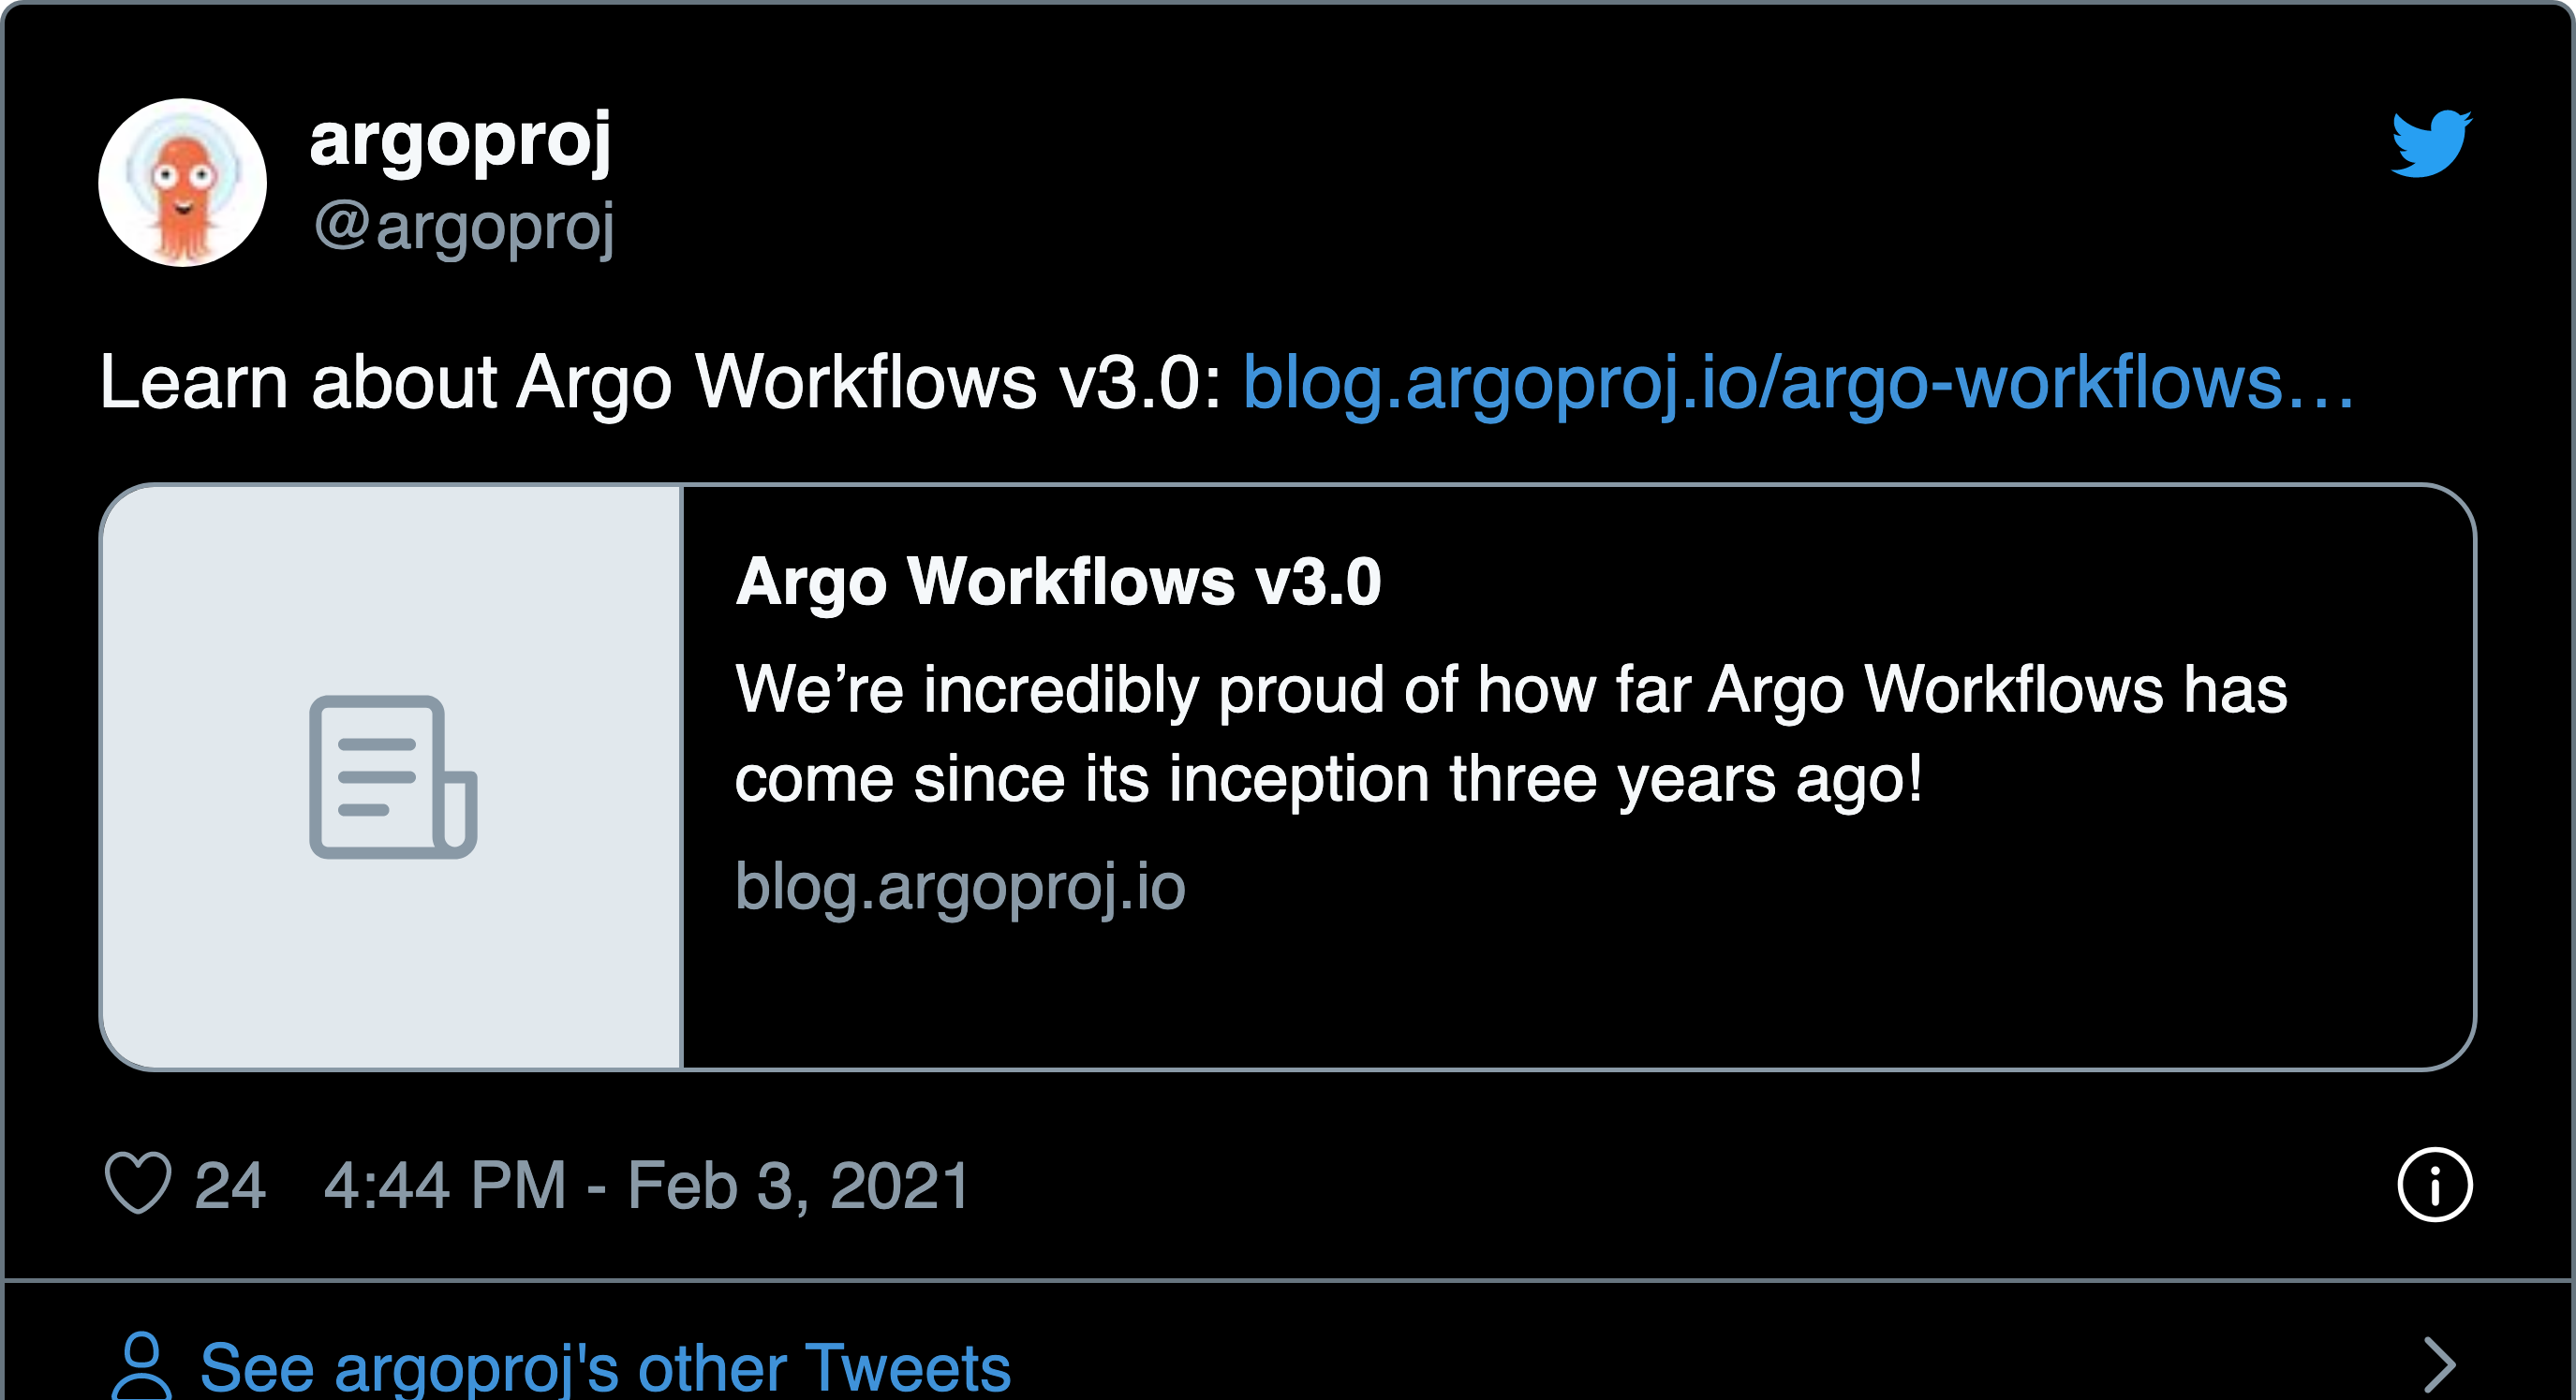 argoproj
@argoproj
Learn about Argo Workflows v3.0: blog.argoproj.io/argo-workflows…
Argo Workflows v3.0
We’re incredibly proud of how far Argo Workflows has
come since its inception three years ago!
blog.argoproj.io
24 4:44 PM - Feb 3, 2021
See argoproj's other Tweets